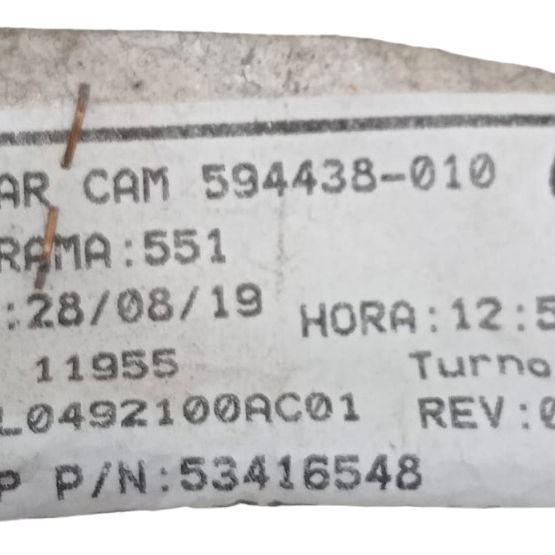 AR CAM 594438-010
RAMA:551
:28/08/19 HORA:12:5
11955 Turno
L0492100AC01 REV:0
P P/N:53416548